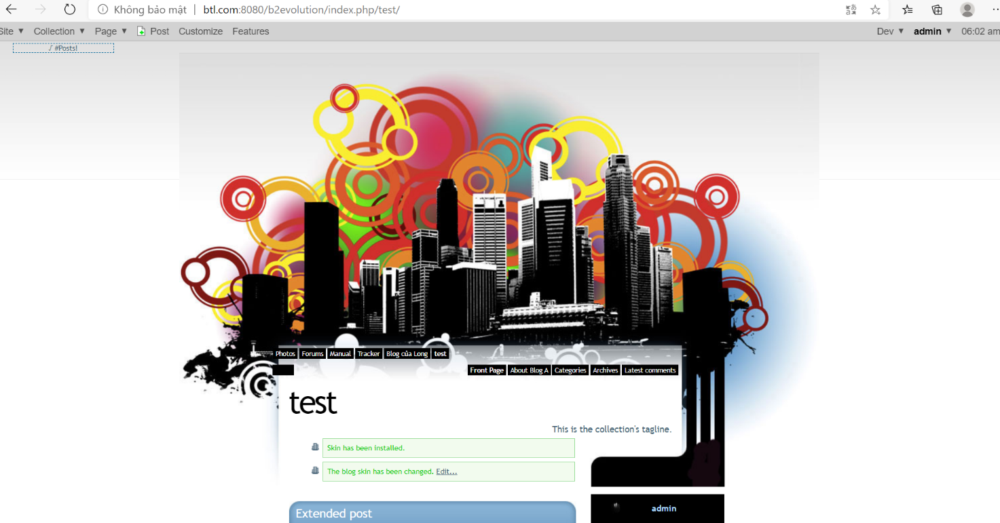 Không bảo mật | btl.com:8080/b2evolution/index.php/test/
Site ▼ Collection ▼ Page ▼ Post Customize Features Dev ▼ admin ▼ 06:02 am
#Posts!
Photos Forums Manual Tracker Blog của Long test
Front Page About Blog A Categories Archives Latest comments
test
This is the collection's tagline.
Skin has been installed.
The blog skin has been changed. Edit...
Extended post
admin